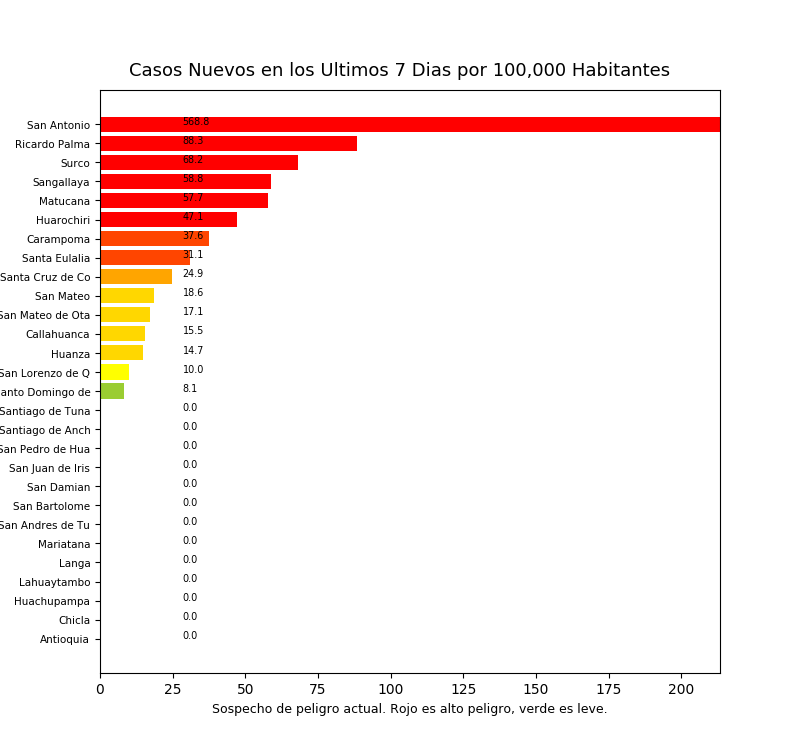 Casos Nuevos en los Ultimos 7 Dias por 100,000 Habitantes
San Antonio 568.8
Ricardo Palma 88.3
Surco 68.2
Sangallaya 58.8
Matucana 57.7
Huarochiri 47.1
Carampoma 37.6
Santa Eulalia 31.1
Santa Cruz de Co 24.9
San Mateo 18.6
San Mateo de Ota 17.1
Callahuanca 15.5
Huanza 14.7
San Lorenzo de Q 10.0
anto Domingo de 8.1
Santiago de Tuna 0.0
Santiago de Anch 0.0
San Pedro de Hua 0.0
San Juan de Iris 0.0
San Damian 0.0
San Bartolome 0.0
San Andres de Tu 0.0
Mariatana 0.0
Langa 0.0
Lahuaytambo 0.0
Huachupampa 0.0
Chicla 0.0
Antioquia 0.0
0 25 50 75 100 125 150 175 200
Sospecho de peligro actual. Rojo es alto peligro, verde es leve.